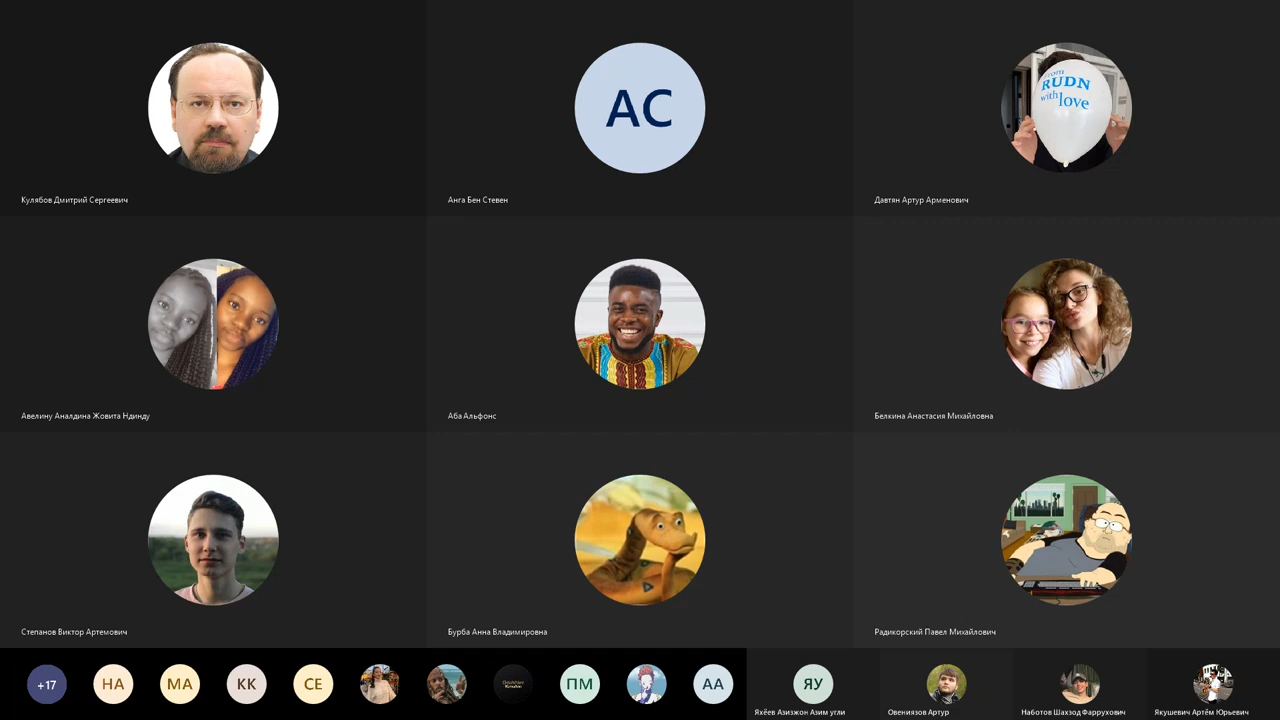 AC
from
RUDN
with love
Кулябов Дмитрий Сергеевич
Анга Бен Стевен
Давтян Артур Арменович
Авелину Аналдина Жовита Ндинду
Аба Альфонс
Белкина Анастасия Михайловна
Степанов Виктор Артемович
Бурба Анна Владимировна
Радикорский Павел Михайлович
+17
НА
МА
КК
СЕ
ПМ
АА
ЯУ
Яхёев Азизжон Азим угли
Овениязов Артур
Наботов Шахзод Фаррухович
Якушевич Артём Юрьевич